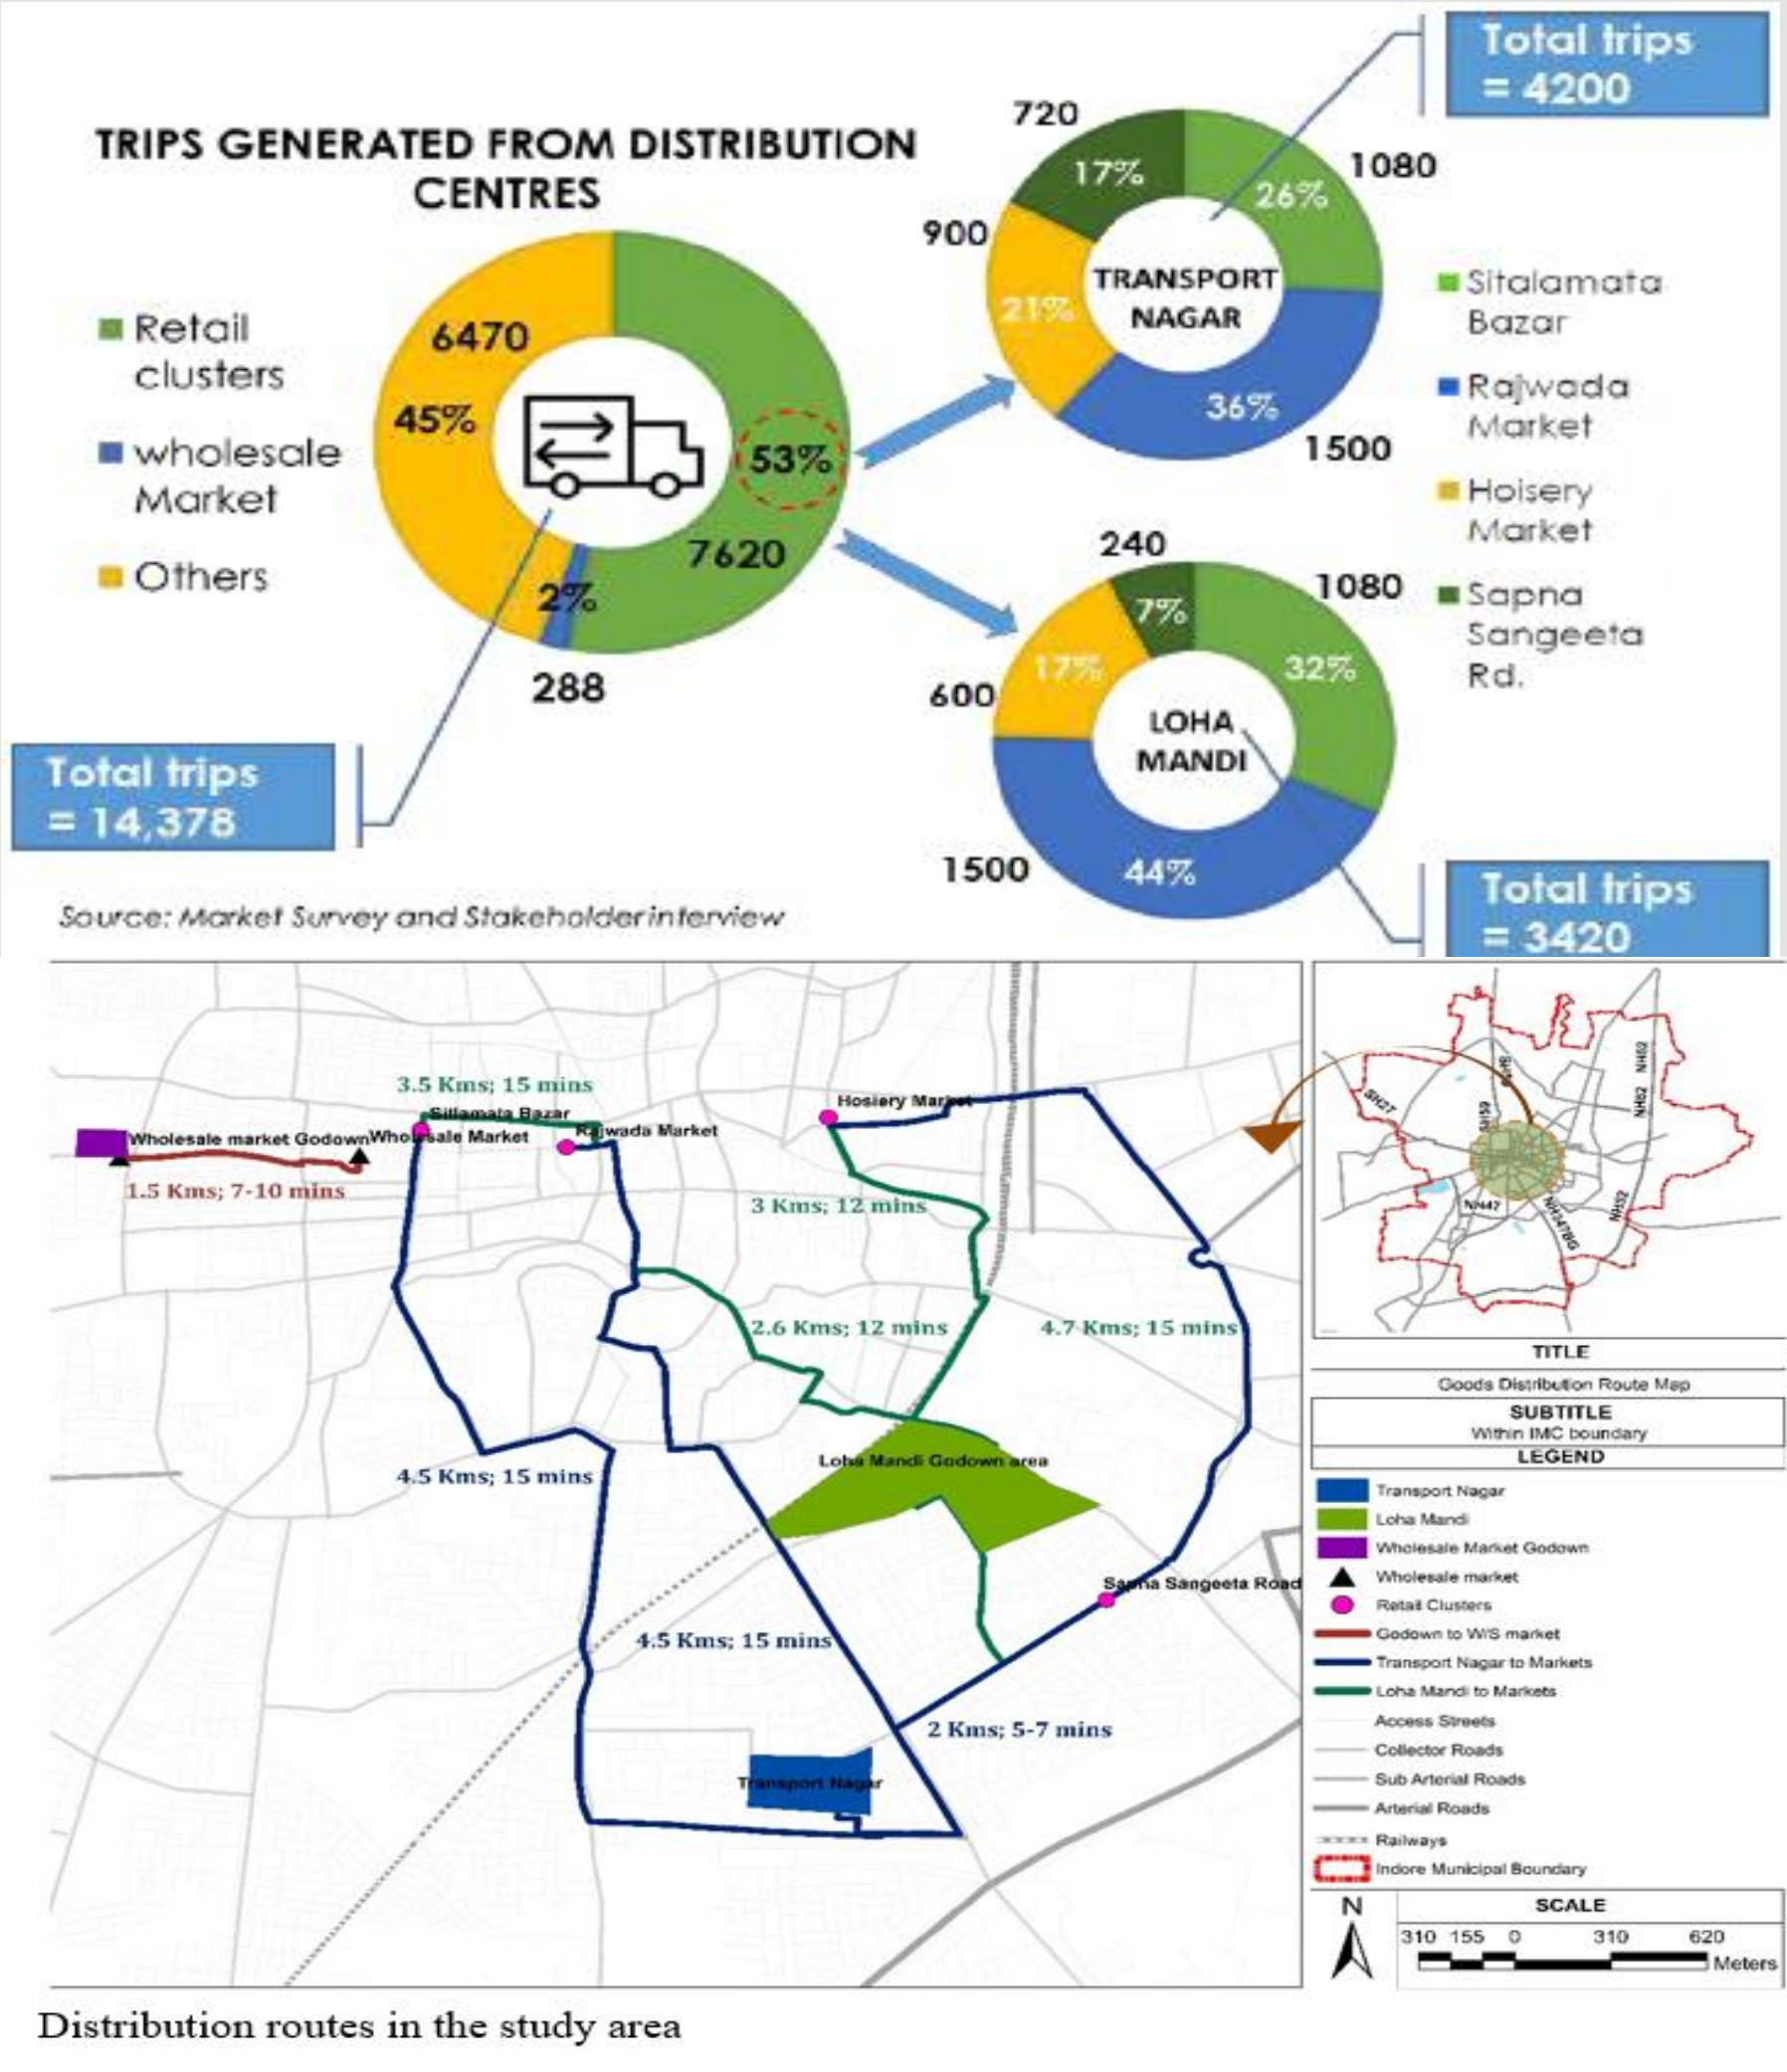 TRIPS GENERATED FROM DISTRIBUTION
CENTRES
Retail
clusters
wholesale
Market
Others
6470
45%
53%
7620
2%
288
Total trips
= 14,378
Source: Market Survey and Stakeholder interview
Total trips
= 4200
720
17%
1080
26%
900
21%
TRANSPORT
NAGAR
36%
1500
Sitalamata
Bazar
Rajwada
Market
Hoisery
Market
Sapna
Sangeeta
Rd.
240
7%
1080
32%
17%
600
LOHA
MANDI
1500
44%
Total trips
= 3420
3.5 Kms; 15 mins
Sitlamata Bazar
Hosiery Market
Rajwada Market
Wholesale market Godown
Wholesale Market
1.5 Kms; 7-10 mins
3 Kms; 12 mins
2.6 Kms; 12 mins
4.7 Kms; 15 mins
Loha Mandi Godown area
4.5 Kms; 15 mins
Sapna Sangeeta Road
4.5 Kms; 15 mins
2 Kms; 5-7 mins
Transport Nagar
SH27
SH59
NH52
NH52
NH52
NH47
NH347BG
TITLE
Goods Distribution Route Map
SUBTITLE
Within IMC boundary
LEGEND
Transport Nagar
Loha Mandi
Wholesale Market Godown
Wholesale market
Retail Clusters
Godown to W/S market
Transport Nagar to Markets
Loha Mandi to Markets
Access Streets
Collector Roads
Sub Arterial Roads
Arterial Roads
Railways
Indore Municipal Boundary
N
SCALE
310 155 0 310 620
Meters
Distribution routes in the study area